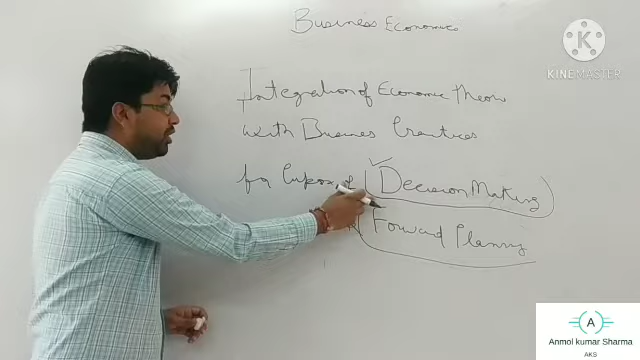 Business Economics
K
KINEMASTER
Integration of Economic Theory
with Business Practices
for Purpose of Decision Making
Forward Planning
A
Anmol kumar Sharma
AKS